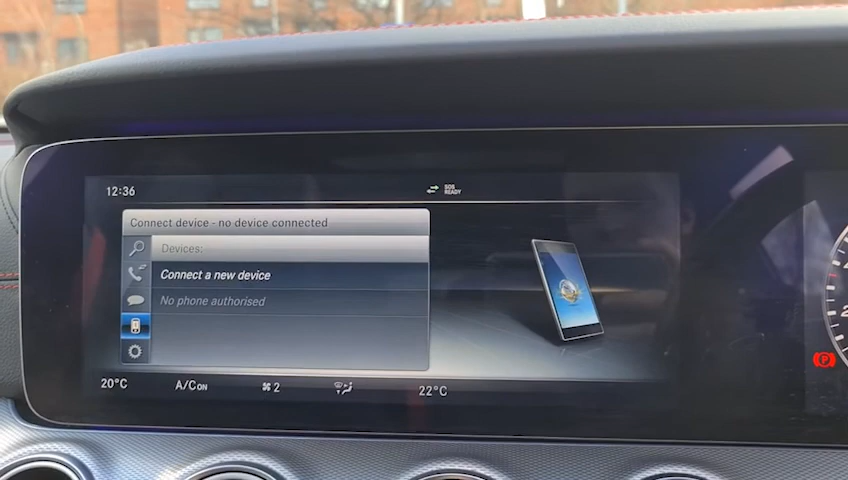 12:36
SOS
READY
Connect device - no device connected
Devices:
Connect a new device
No phone authorised
20°C
A/C ON
2
22°C
2
P